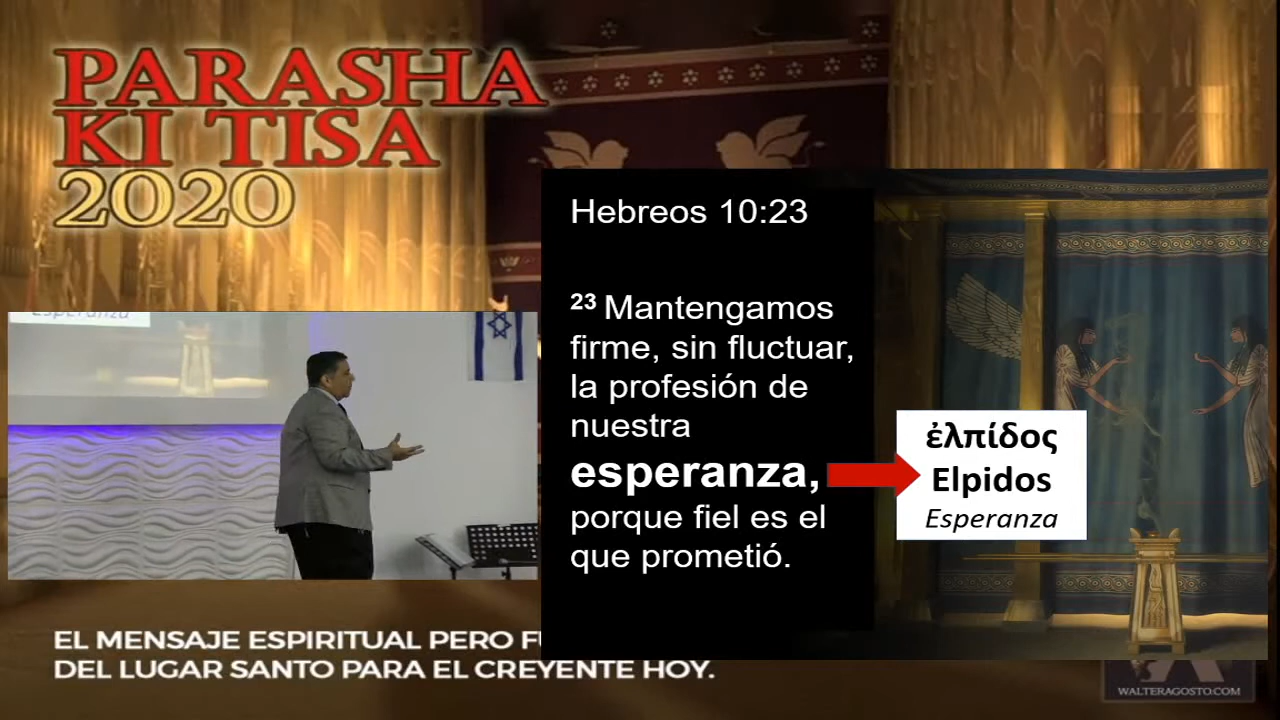 PARASHA
KI TISA
2020
Hebreos 10:23
23 Mantengamos
firme, sin fluctuar,
la profesión de
nuestra
esperanza,
porque fiel es el
que prometió.
ἐλπίδος
Elpidos
Esperanza
Esperanza
EL MENSAJE ESPIRITUAL PERO
DEL LUGAR SANTO PARA EL CREYENTE HOY.
WALTERAGOSTO.COM